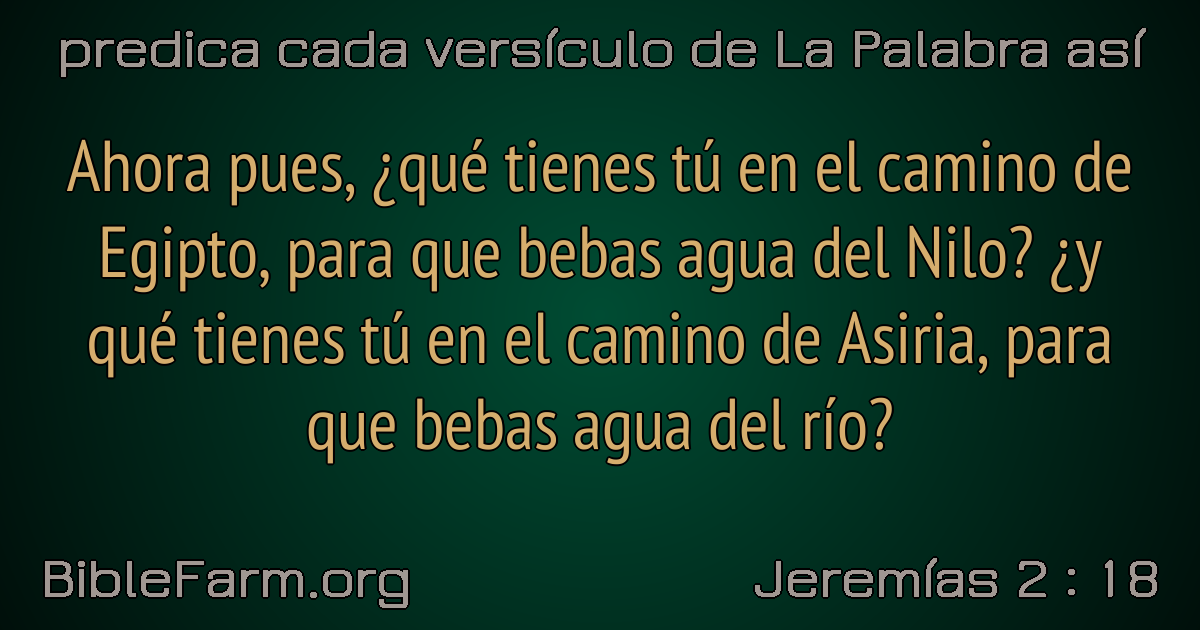 predica cada versículo de La Palabra así
Ahora pues, ¿qué tienes tú en el camino de
Egipto, para que bebas agua del Nilo? ¿y
qué tienes tú en el camino de Asiria, para
que bebas agua del río?
BibleFarm.org
Jeremías 2 : 18